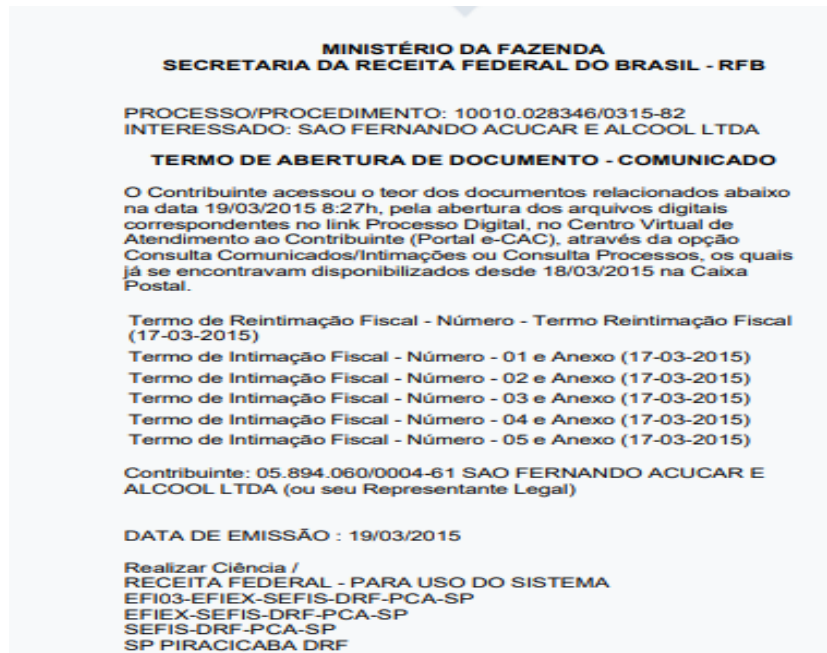 MINISTÉRIO DA FAZENDA
SECRETARIA DA RECEITA FEDERAL DO BRASIL - RFB
PROCESSO/PROCEDIMENTO: 10010.028346/0315-82
INTERESSADO: SAO FERNANDO ACUCAR E ALCOOL LTDA
TERMO DE ABERTURA DE DOCUMENTO - COMUNICADO
O Contribuinte acessou o teor dos documentos relacionados abaixo
na data 19/03/2015 8:27h, pela abertura dos arquivos digitais
correspondentes no link Processo Digital, no Centro Virtual de
Atendimento ao Contribuinte (Portal e-CAC), através da opção
Consulta Comunicados/Intimações ou Consulta Processos, os quais
já se encontravam disponibilizados desde 18/03/2015 na Caixa
Postal.
Termo de Reintimação Fiscal - Número - Termo Reintimação Fiscal
(17-03-2015)
Termo de Intimação Fiscal - Número - 01 e Anexo (17-03-2015)
Termo de Intimação Fiscal - Número - 02 e Anexo (17-03-2015)
Termo de Intimação Fiscal - Número - 03 e Anexo (17-03-2015)
Termo de Intimação Fiscal - Número - 04 e Anexo (17-03-2015)
Termo de Intimação Fiscal - Número - 05 e Anexo (17-03-2015)
Contribuinte: 05.894.060/0004-61 SAO FERNANDO ACUCAR E
ALCOOL LTDA (ou seu Representante Legal)
DATA DE EMISSÃO : 19/03/2015
Realizar Ciência /
RECEITA FEDERAL - PARA USO DO SISTEMA
EFI03-EFIEX-SEFIS-DRF-PCA-SP
EFIEX-SEFIS-DRF-PCA-SP
SEFIS-DRF-PCA-SP
SP PIRACICABA DRF